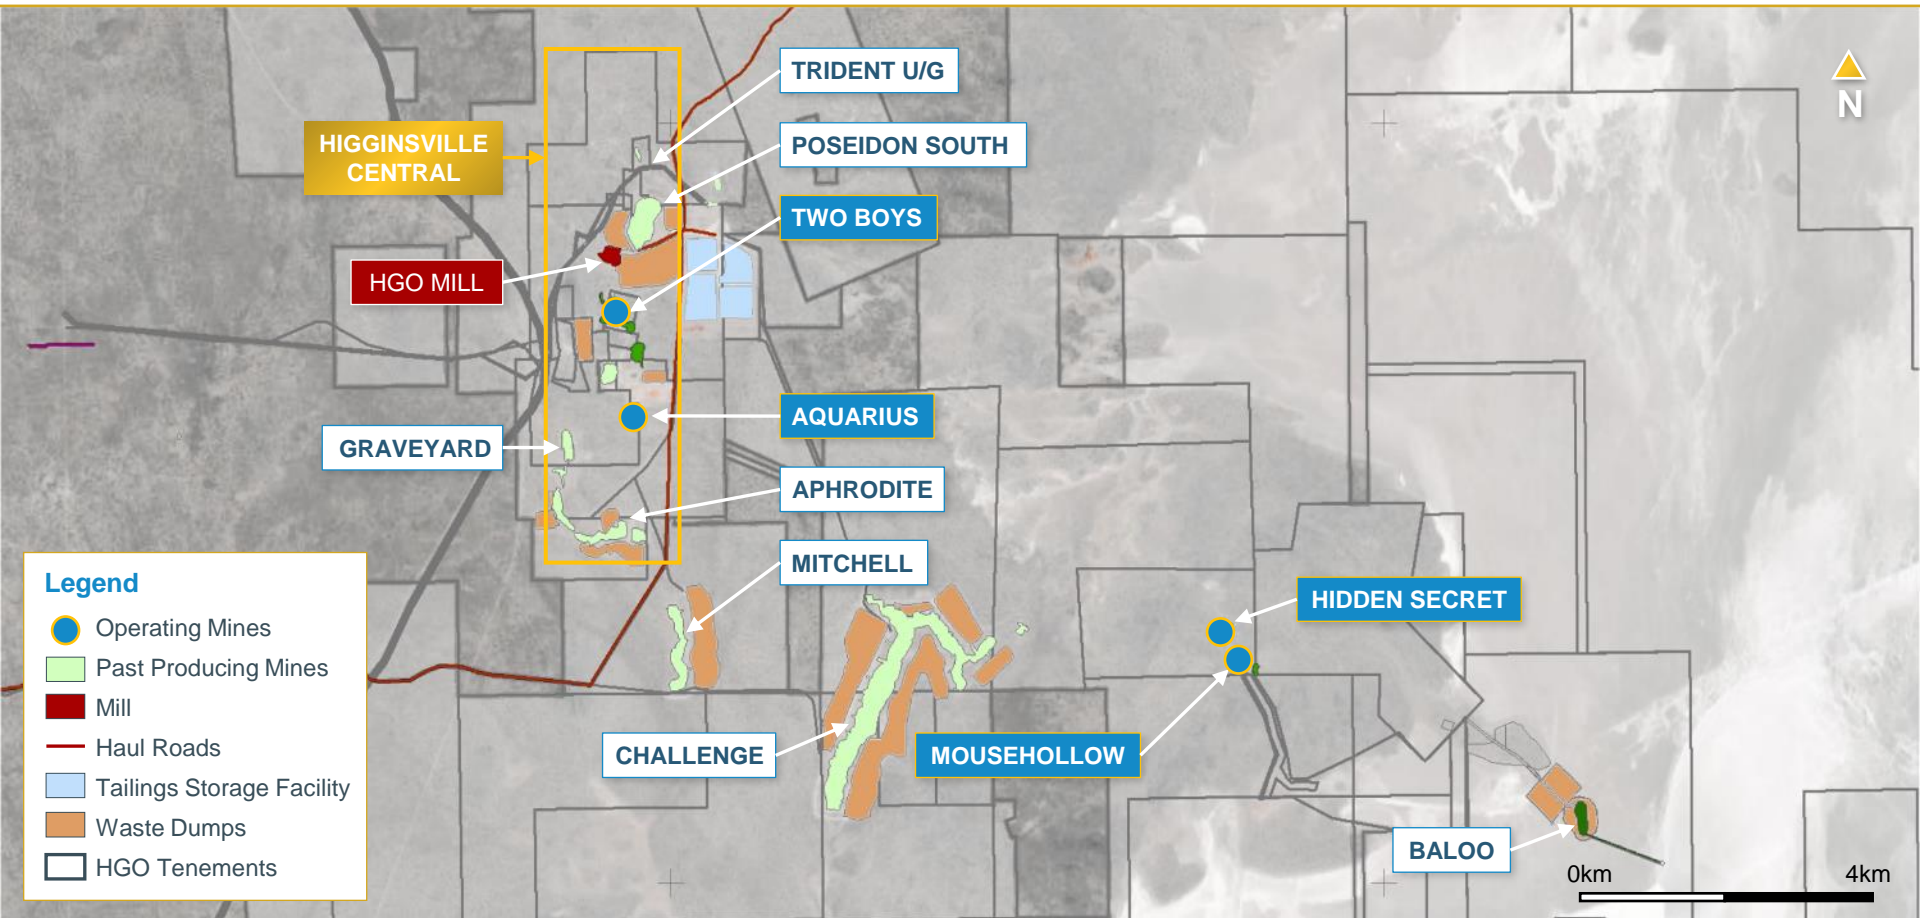 TRIDENT U/G
N
POSEIDON SOUTH
HIGGINSVILLE
CENTRAL
TWO BOYS
HGO MILL
AQUARIUS
GRAVEYARD
APHRODITE
MITCHELL
HIDDEN SECRET
CHALLENGE
MOUSEHOLLOW
BALOO
0km
4km
Legend
Operating Mines
Past Producing Mines
Mill
Haul Roads
Tailings Storage Facility
Waste Dumps
HGO Tenements